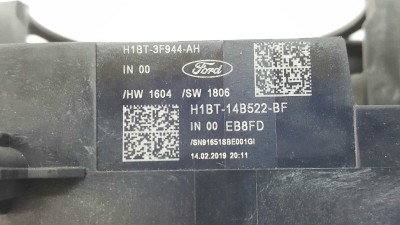 H1BT-3F944-AH
IN 00
Ford
/HW 1604 /SW 1806
H1BT-14B522-BF
IN 00 EB8FD
/SN91651SBE001GI
14.02.2019 20:11